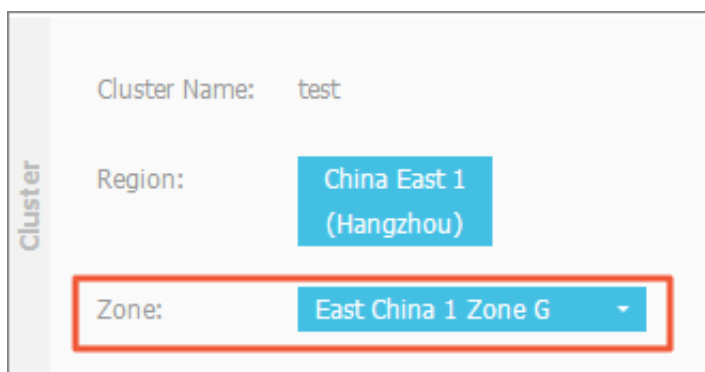 Cluster
Cluster Name: test
Region: China East 1
(Hangzhou)
Zone: East China 1 Zone G